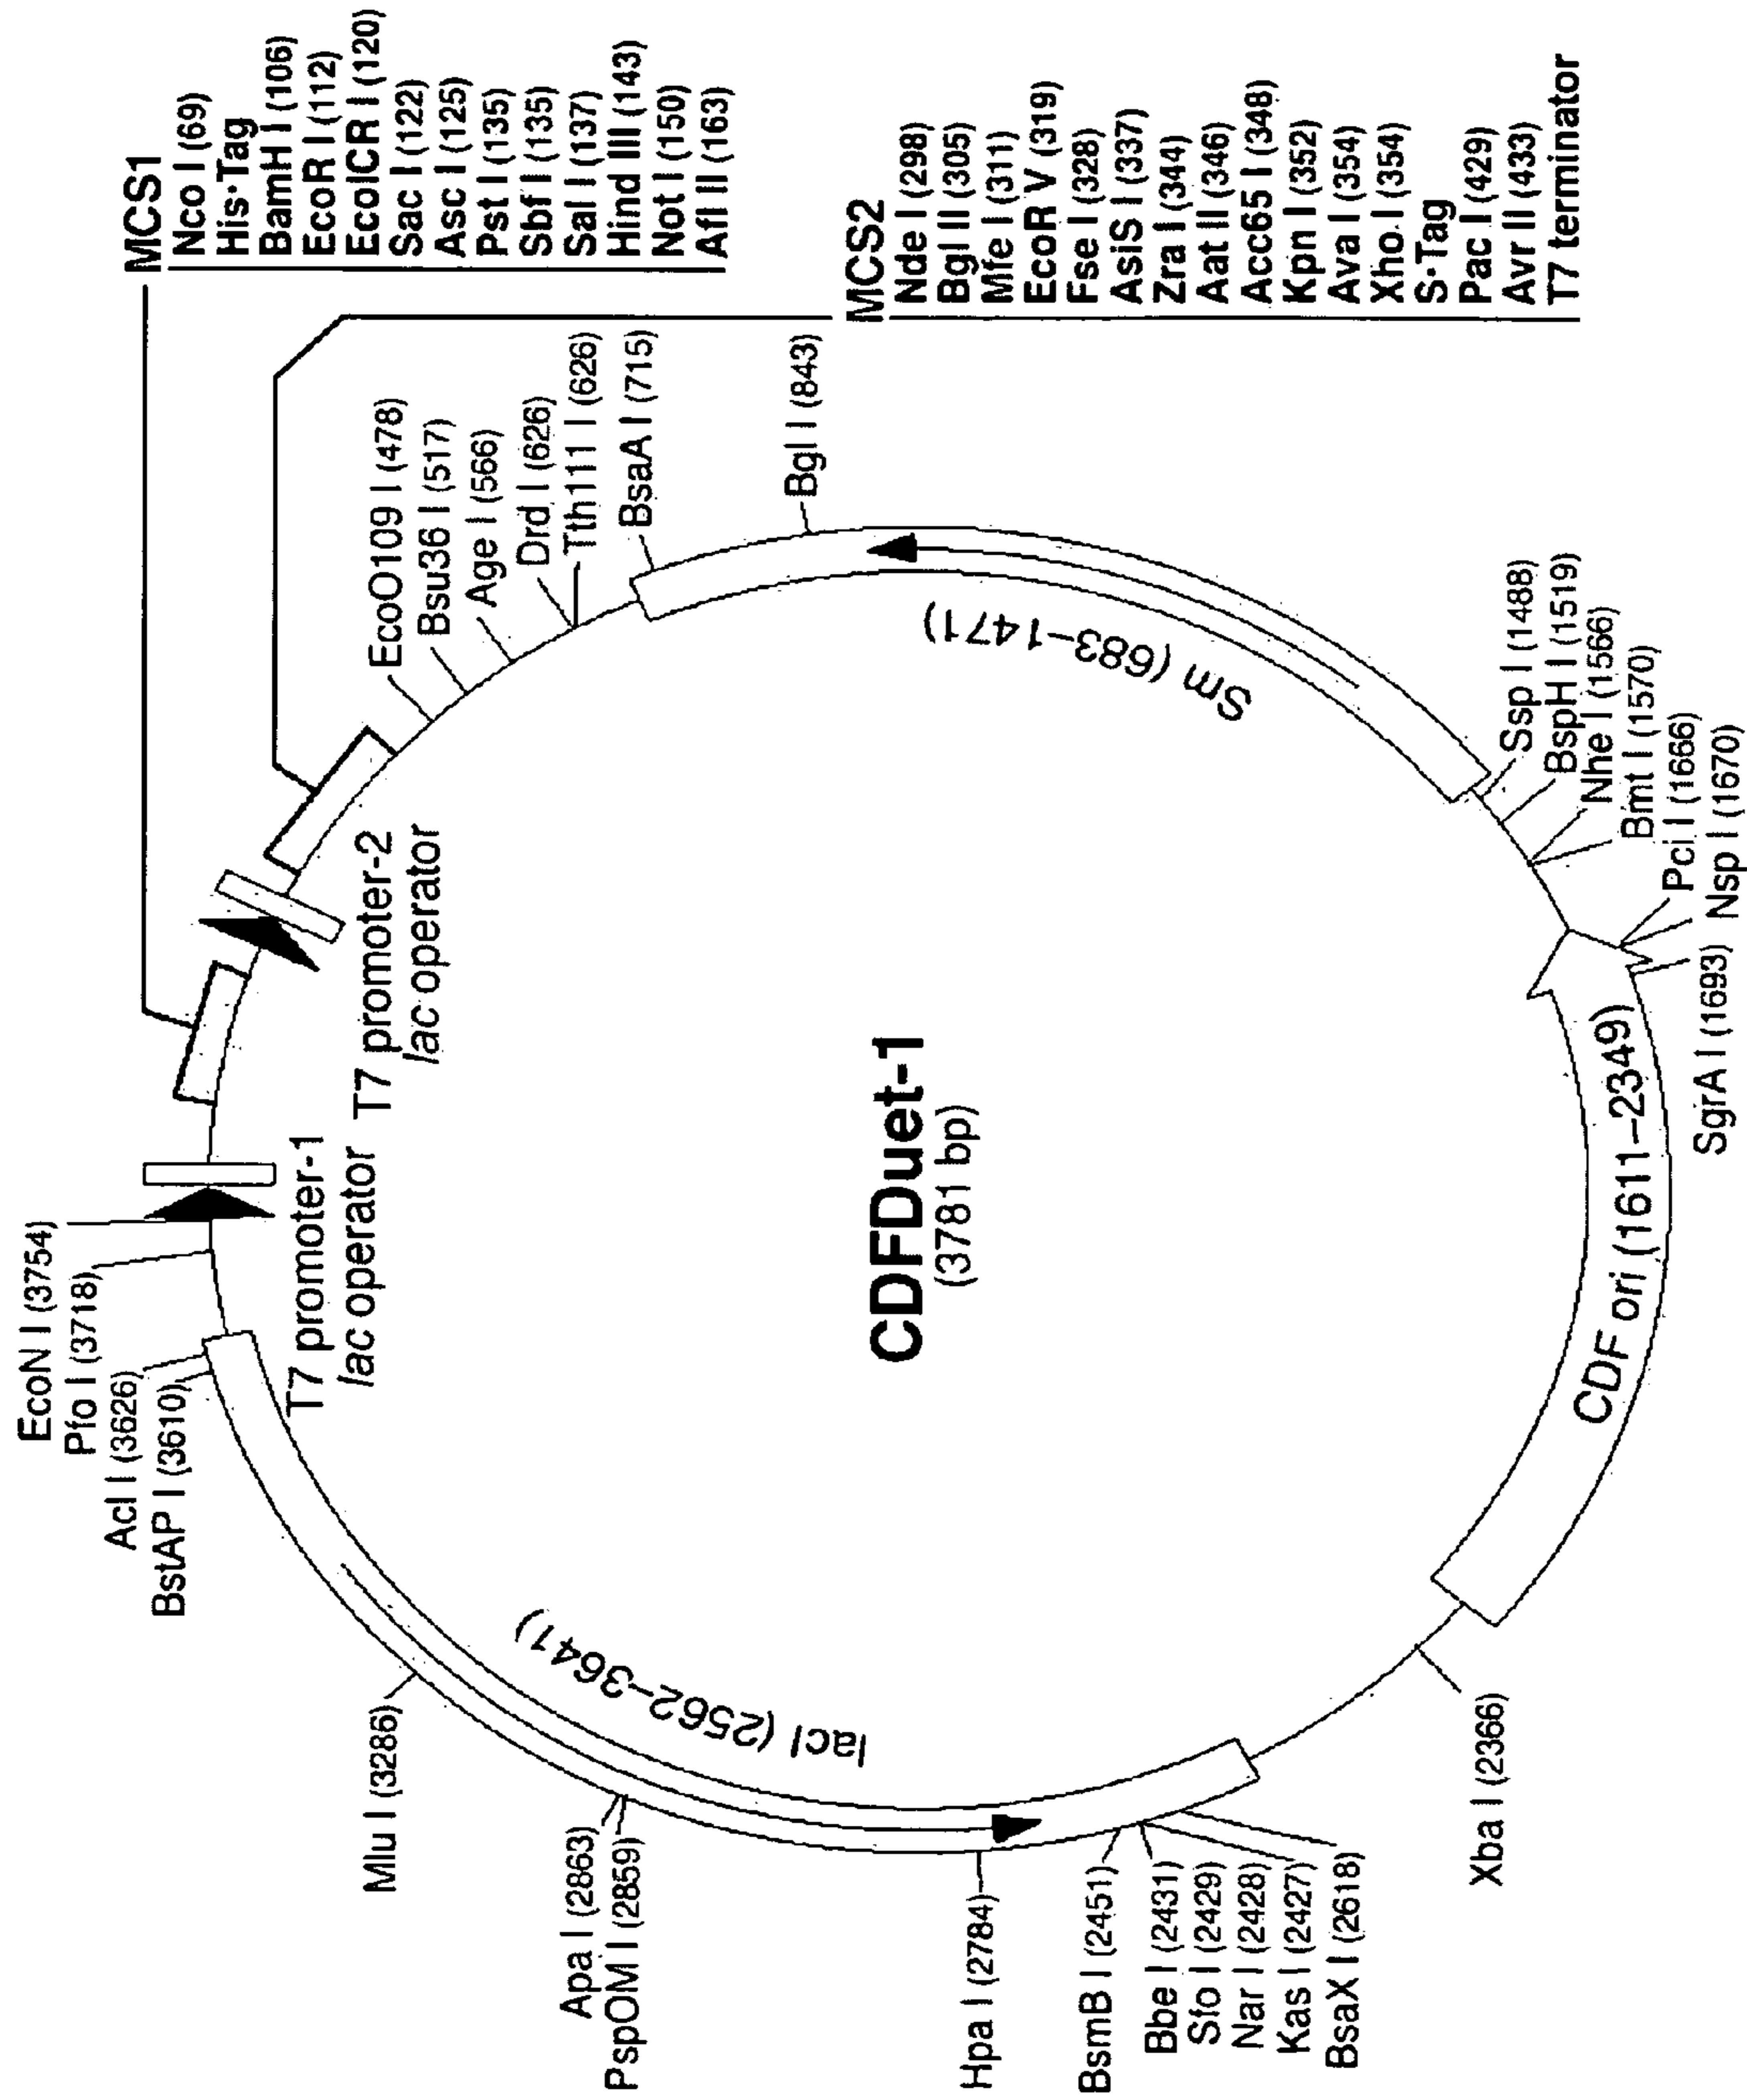 MCS1
Nco I (69)
His•Tag
BamH I (106)
EcoR I (112)
EcoICR I (120)
Sac I (122)
Asc I (125)
Pst I (135)
Sbf I (135)
Sal I (137)
Hind III (143)
Not I (150)
Afl II (163)
MCS2
Nde I (298)
Bgl II (305)
Mfe I (311)
EcoR V (319)
Fse I (328)
AsiS I (337)
Zra I (344)
Aat II (346)
Acc65 I (348)
Kpn I (352)
Ava I (354)
Xho I (354)
S•Tag
Pac I (429)
Avr II (433)
T7 terminator
EcoO109 I (478)
Bsu36 I (517)
Age I (566)
Drd I (626)
Tth111 I (626)
BsaA I (715)
Bgl I (843)
Sm (683–1471)
Ssp I (1488)
BspH I (1519)
Nhe I (1566)
Bmt I (1570)
Pci I (1666)
Nsp I (1670)
SgrA I (1693)
CDF ori (1611–2349)
Xba I (2366)
EcoN I (3754)
Pfo I (3718)
Acl I (3626)
BstAP I (3610)
Mlu I (3286)
Apa I (2863)
PspOM I (2859)
Hpa I (2784)
BsmB I (2451)
Bbe I (2431)
Sfo I (2429)
Nar I (2428)
Kas I (2427)
BsaX I (2618)
lacI (2562–3641)
T7 promoter-1
lac operator
T7 promoter-2
lac operator
CDFDuet-1
(3781 bp)